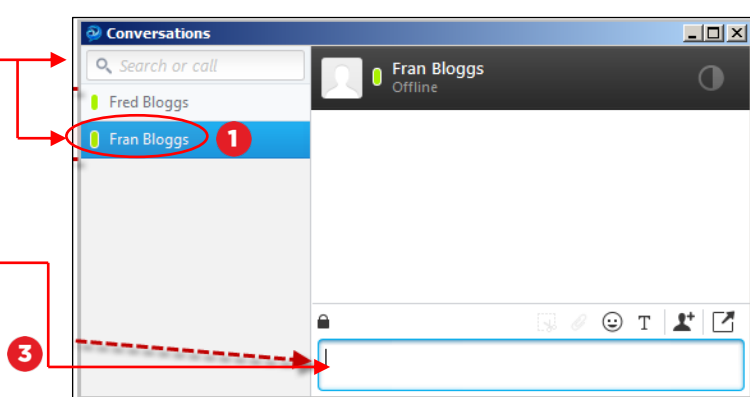 Conversations
Search or call
Fred Bloggs
Fran Bloggs
1
Fran Bloggs
Offline
T
3